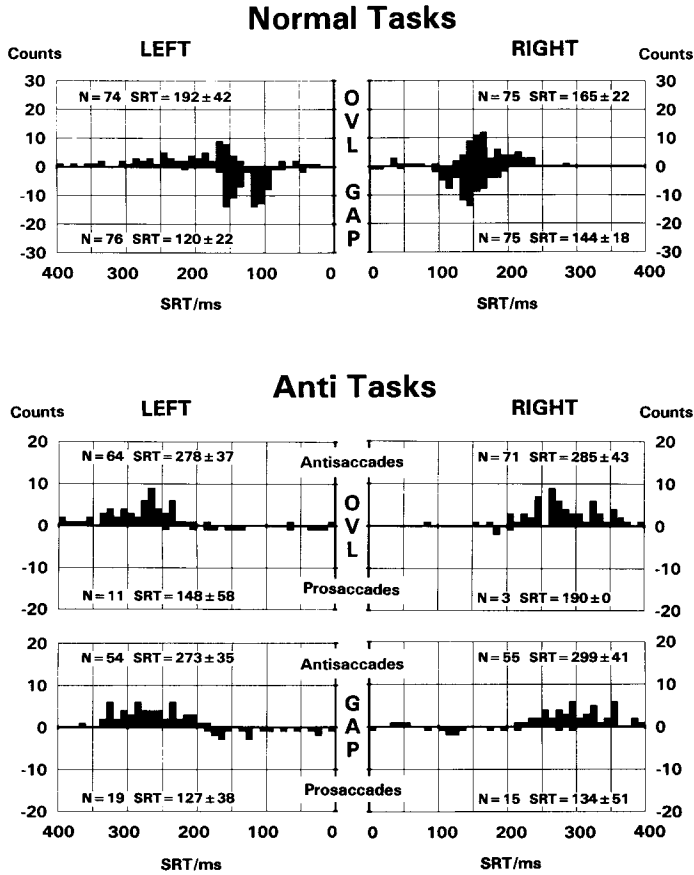 Normal Tasks
Counts LEFT RIGHT Counts
30 30
N=74 SRT=192±42 O N=75 SRT=165±22
20 V 20
10 L 10
0 0
-10 G -10
-20 A -20
N=76 SRT=120±22 P N=75 SRT=144±18
-30 -30
400 300 200 100 0 0 100 200 300 400
SRT/ms SRT/ms
Anti Tasks
Counts LEFT RIGHT Counts
20 20
N=64 SRT=278±37 Antisaccades N=71 SRT=285±43
10 O 10
0 V 0
-10 L -10
N=11 SRT=148±58 Prosaccades N=3 SRT=190±0
-20 -20
20 20
N=54 SRT=273±35 Antisaccades N=55 SRT=299±41
10 G 10
0 A 0
-10 P -10
N=19 SRT=127±38 Prosaccades N=15 SRT=134±51
-20 -20
400 300 200 100 0 0 100 200 300 400
SRT/ms SRT/ms